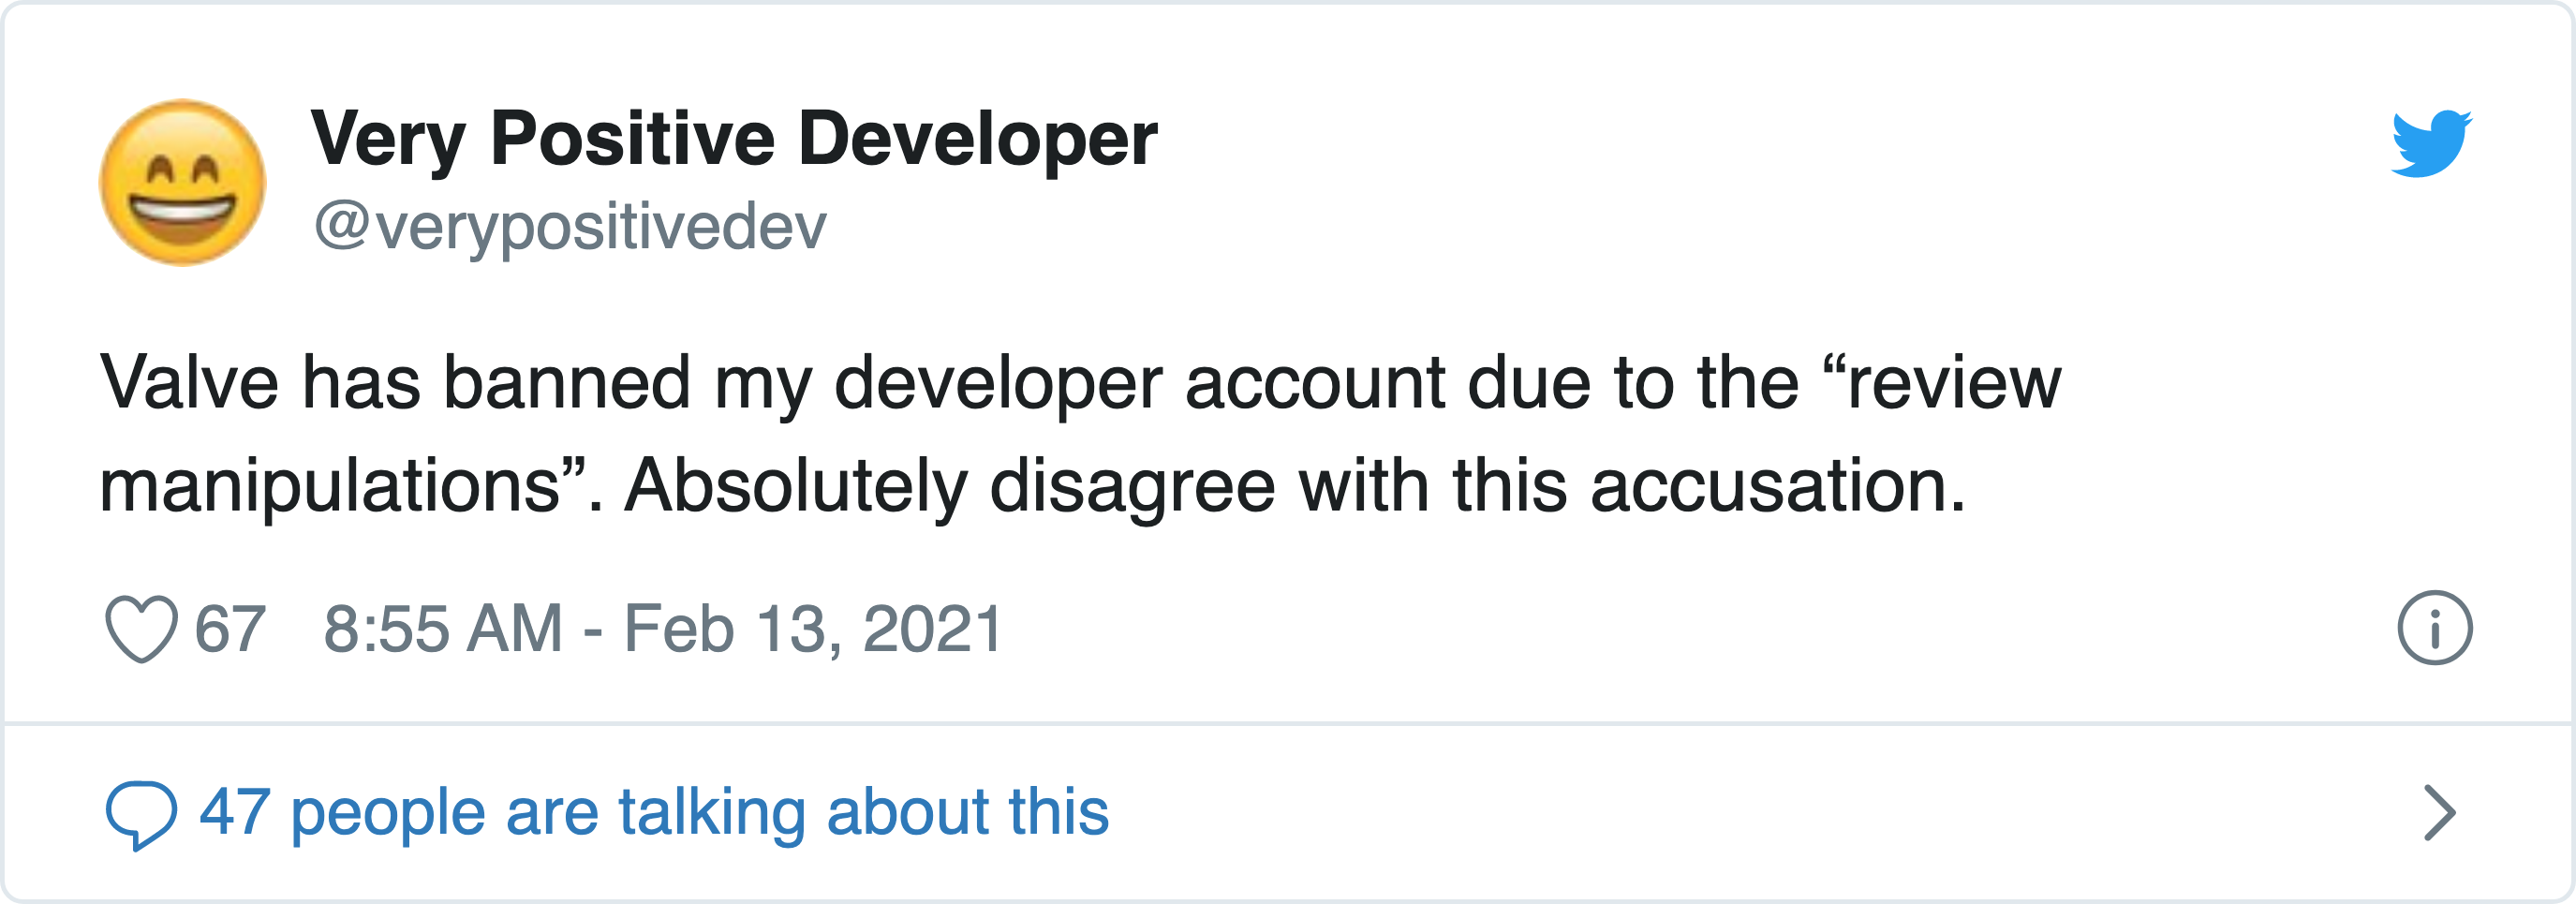 Very Positive Developer
@verypositivedev
Valve has banned my developer account due to the “review
manipulations”. Absolutely disagree with this accusation.
67 8:55 AM - Feb 13, 2021
47 people are talking about this